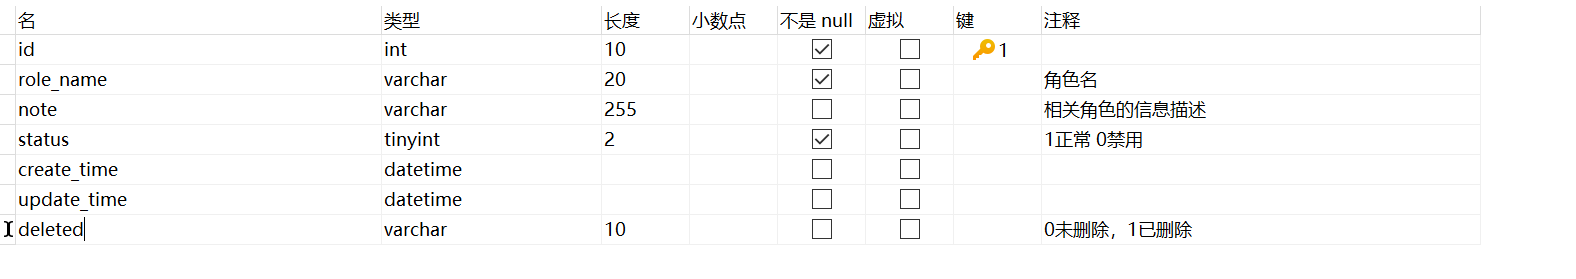 名 类型 长度 小数点 不是 null 虚拟 键 注释
id int 10 1
role_name varchar 20 角色名
note varchar 255 相关角色的信息描述
status tinyint 2 1正常 0禁用
create_time datetime
update_time datetime
deleted varchar 10 0未删除，1已删除